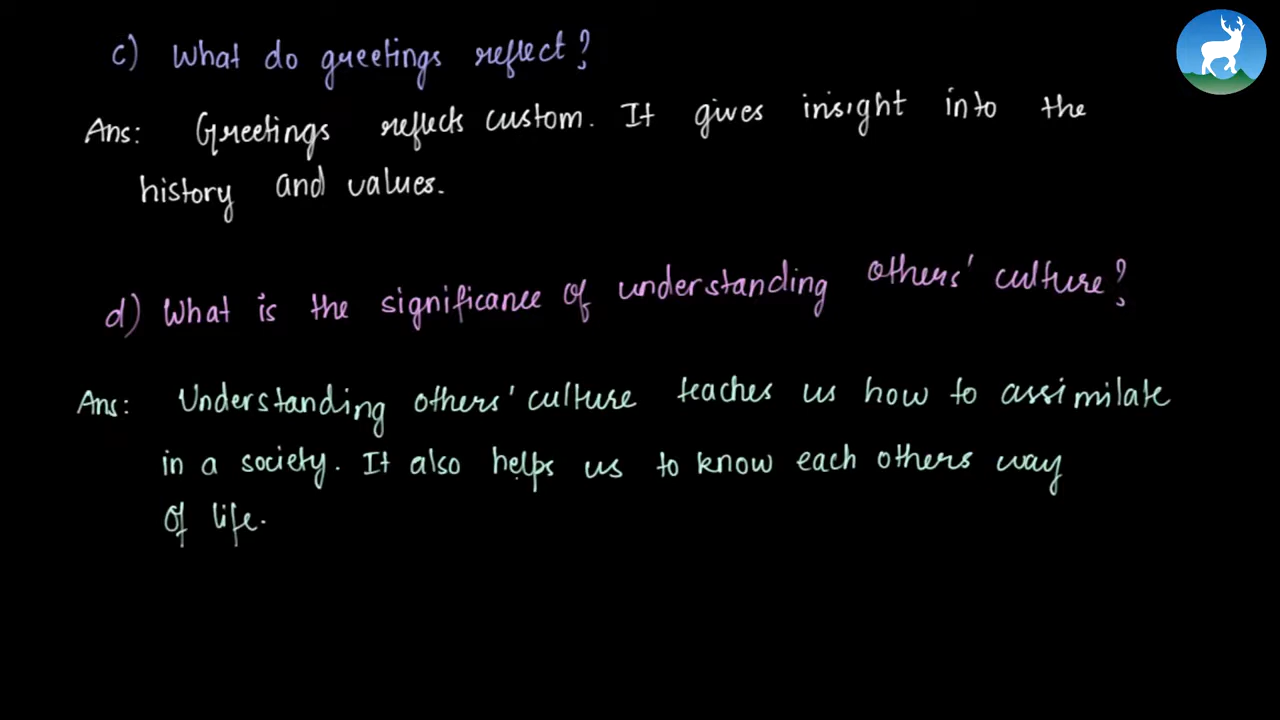 c) What do greetings reflect?
Ans: Greetings reflects custom. It gives insight into the
history and values.
d) What is the significance of understanding others' culture?
Ans: Understanding others' culture teaches us how to assimilate
in a society. It also helps us to know each others way
of life.